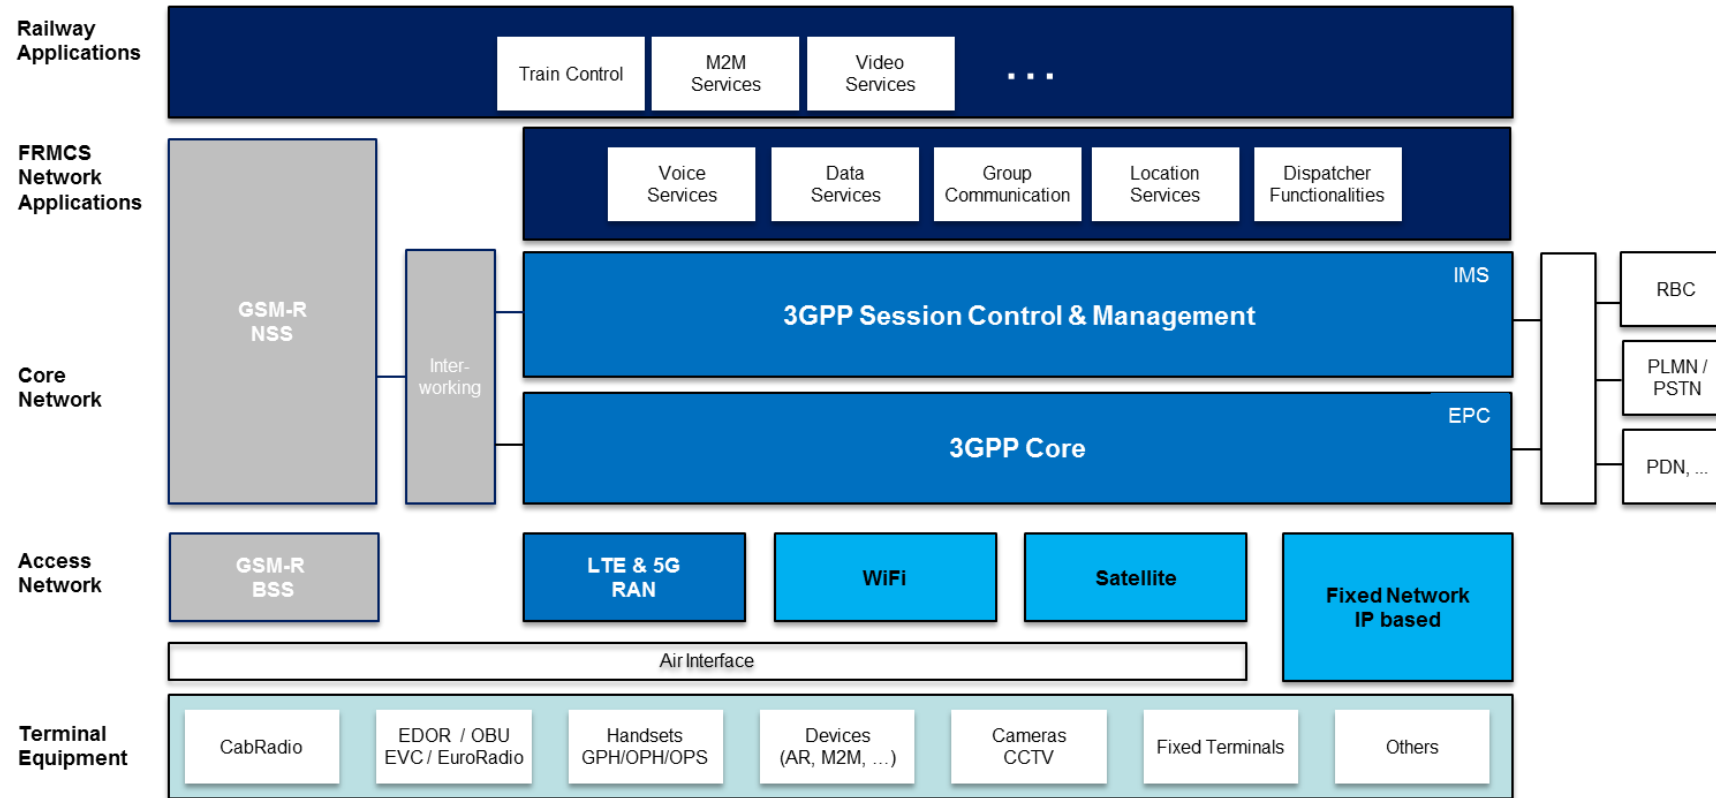 Railway
Applications
Train Control
M2M
Services
Video
Services
...
FRMCS
Network
Applications
Voice
Services
Data
Services
Group
Communication
Location
Services
Dispatcher
Functionalities
GSM-R
NSS
Inter-
working
IMS
3GPP Session Control & Management
RBC
Core
Network
PLMN /
PSTN
EPC
3GPP Core
PDN, ...
Access
Network
GSM-R
BSS
LTE & 5G
RAN
WiFi
Satellite
Fixed Network
IP based
Air Interface
Terminal
Equipment
CabRadio
EDOR / OBU
EVC / EuroRadio
Handsets
GPH/OPH/OPS
Devices
(AR, M2M, ...)
Cameras
CCTV
Fixed Terminals
Others